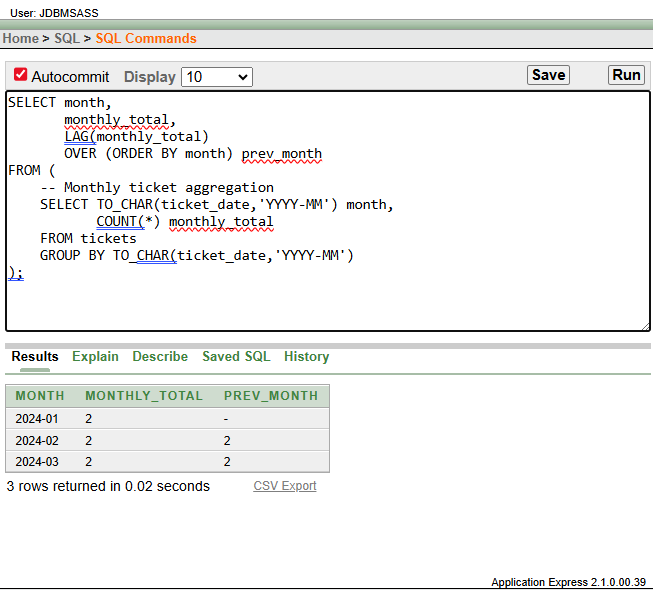 User: JDBMSASS
Home > SQL > SQL Commands
Autocommit Display 10 Save Run
SELECT month,
       monthly_total,
       LAG(monthly_total)
       OVER (ORDER BY month) prev_month
FROM (
    -- Monthly ticket aggregation
    SELECT TO_CHAR(ticket_date,'YYYY-MM') month,
           COUNT(*) monthly_total
    FROM tickets
    GROUP BY TO_CHAR(ticket_date,'YYYY-MM')
);
Results Explain Describe Saved SQL History
MONTH MONTHLY_TOTAL PREV_MONTH
2024-01 2 -
2024-02 2 2
2024-03 2 2
3 rows returned in 0.02 seconds CSV Export
Application Express 2.1.0.00.39